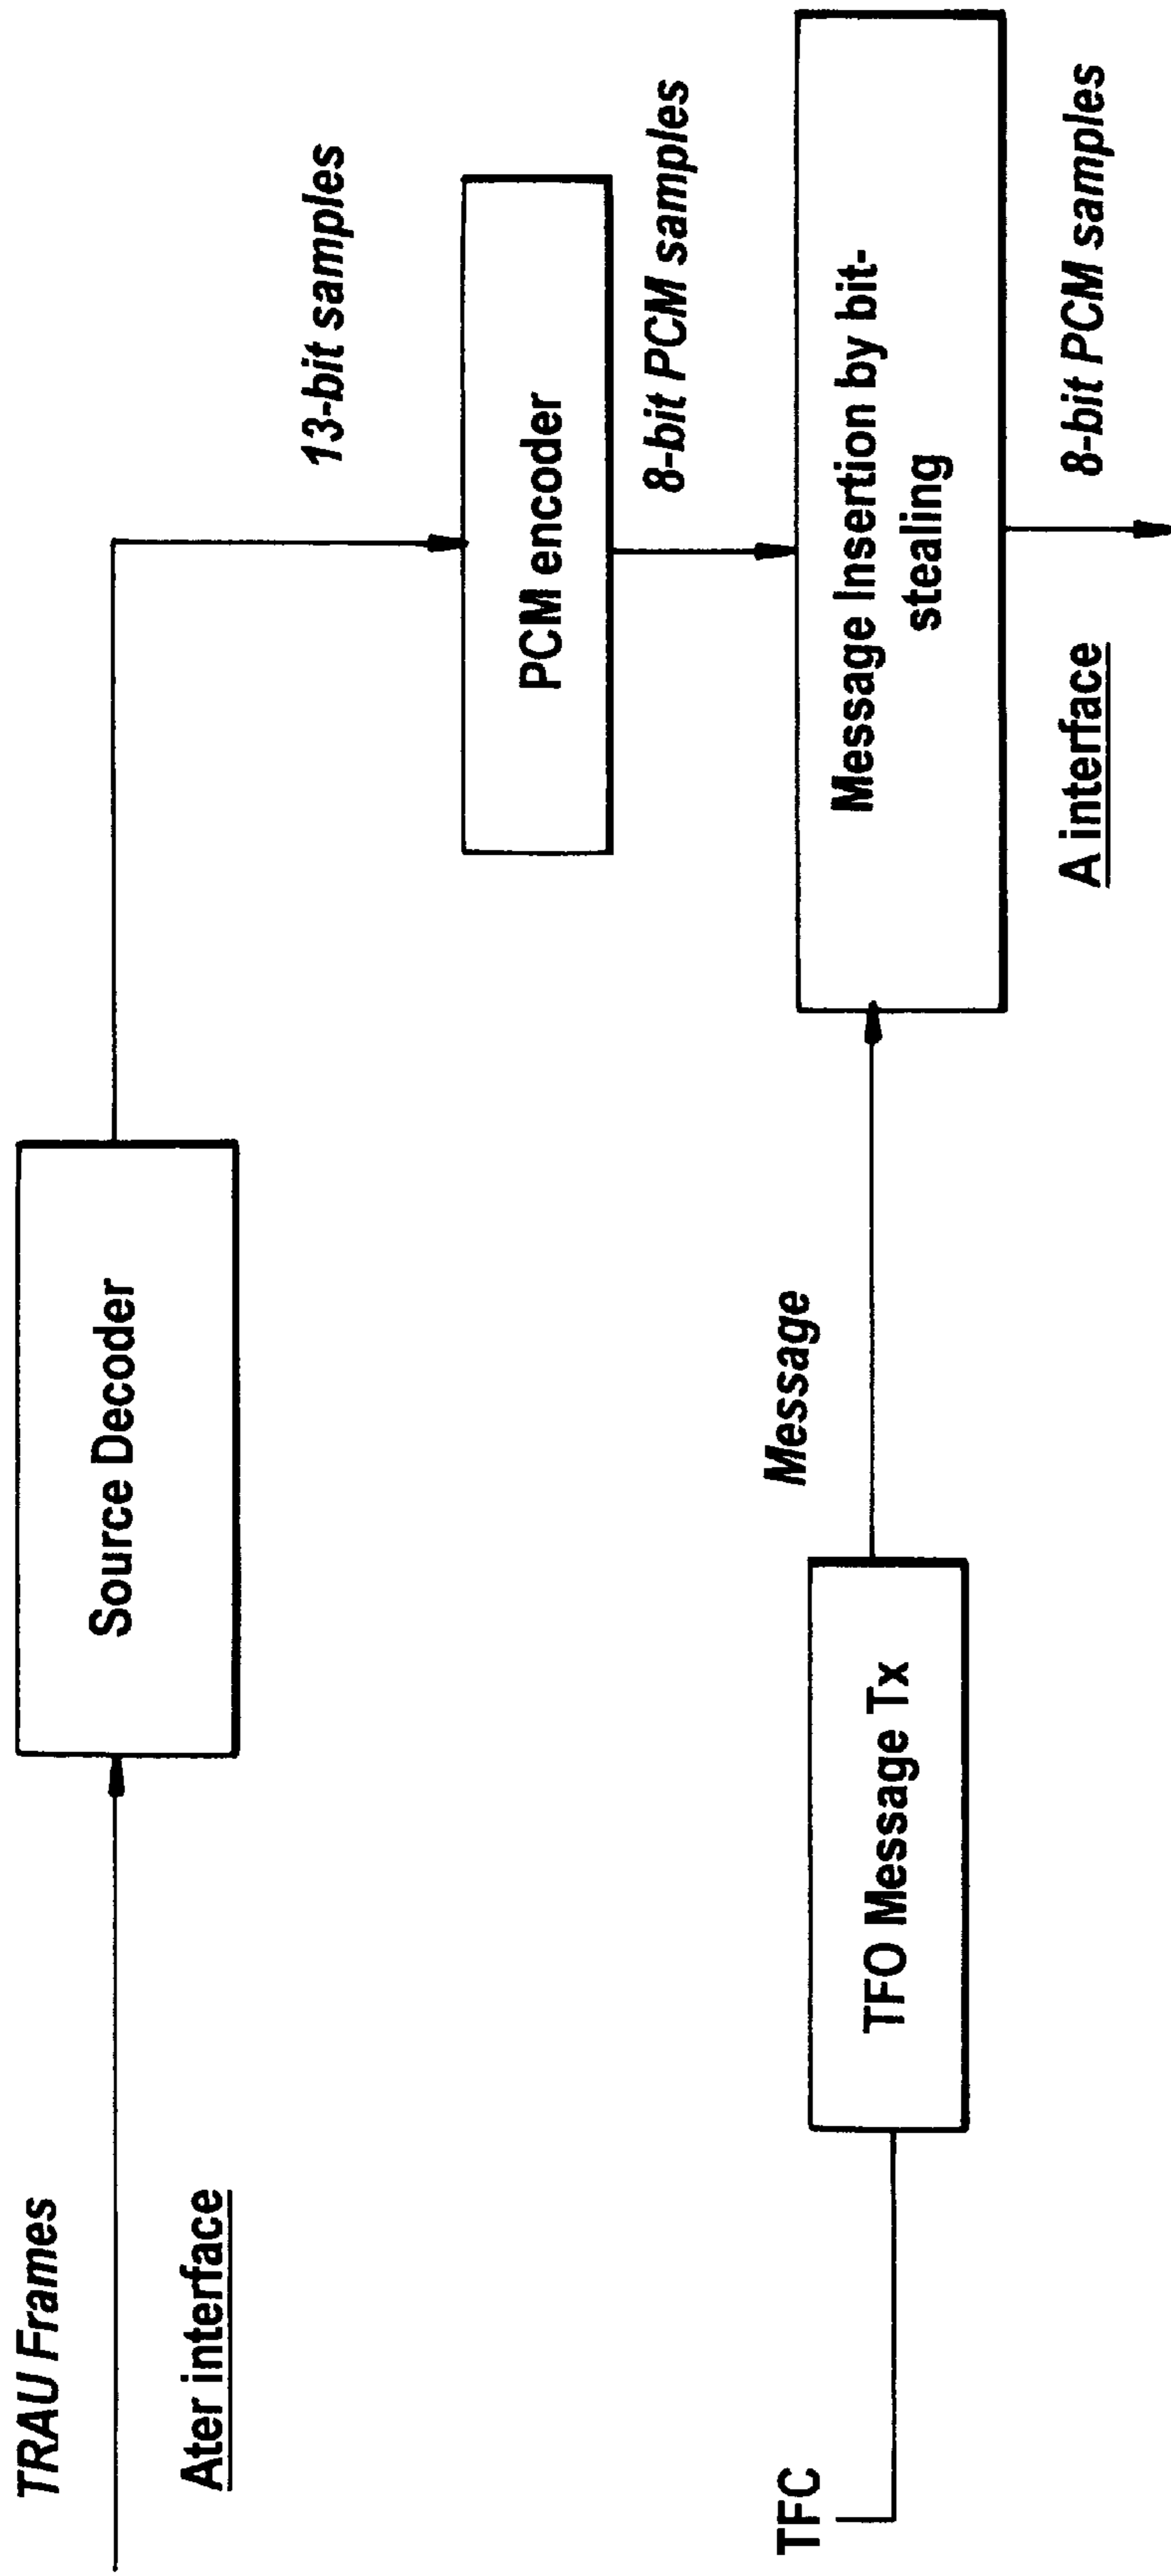 TRAU Frames
Ater interface
Source Decoder
13-bit samples
PCM encoder
8-bit PCM samples
TFC
TFO Message Tx
Message
Message Insertion by bit-
stealing
A interface
8-bit PCM samples